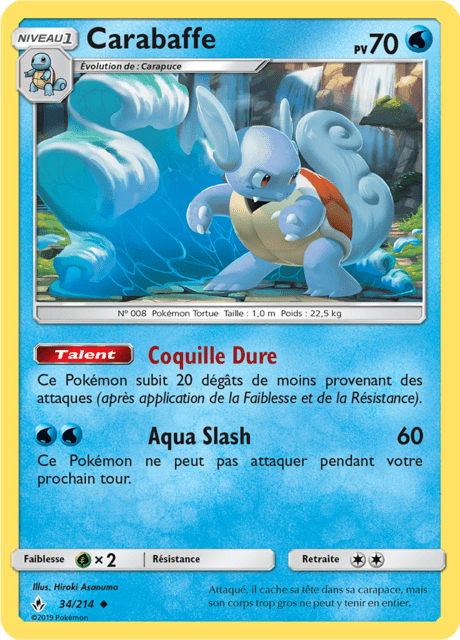 NIVEAU 1
Carabaffe
PV 70
Évolution de : Carapuce
N° 008 Pokémon Tortue Taille : 1,0 m Poids : 22,5 kg
Talent Coquille Dure
Ce Pokémon subit 20 dégâts de moins provenant des
attaques (après application de la Faiblesse et de la Résistance).
Aqua Slash 60
Ce Pokémon ne peut pas attaquer pendant votre
prochain tour.
Faiblesse ×2 Résistance Retraite
Illus. Hiroki Asanuma
34/214
©2019 Pokémon
Attaqué, il cache sa tête dans sa carapace, mais
son corps trop gros ne peut y tenir en entier.